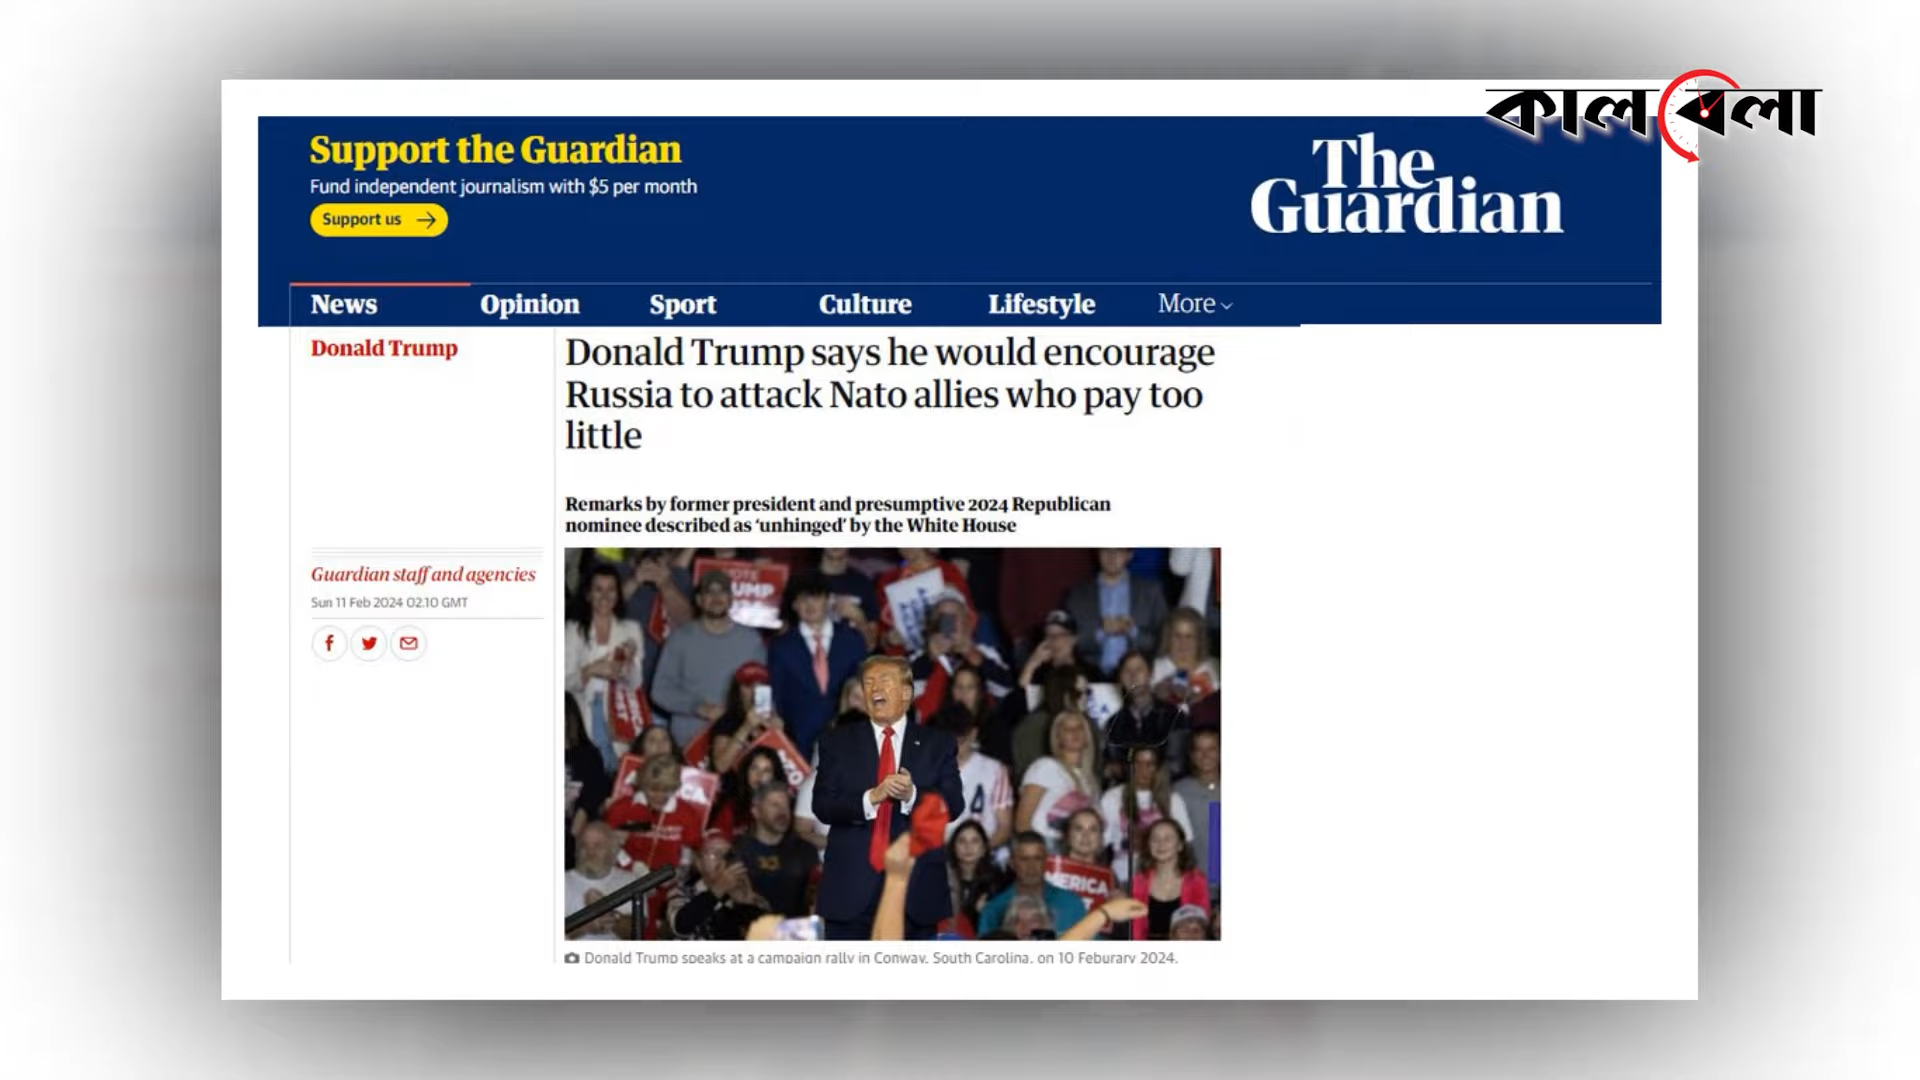 কালবেলা
Support the Guardian
Fund independent journalism with $5 per month
Support us
The
Guardian
News Opinion Sport Culture Lifestyle More
Donald Trump
Donald Trump says he would encourage
Russia to attack Nato allies who pay too
little
Remarks by former president and presumptive 2024 Republican
nominee described as ‘unhinged’ by the White House
Guardian staff and agencies
Sun 11 Feb 2024 02.10 GMT
VOTE
UMP
ERICA
Donald Trump speaks at a campaign rally in Conway, South Carolina, on 10 Feburary 2024.